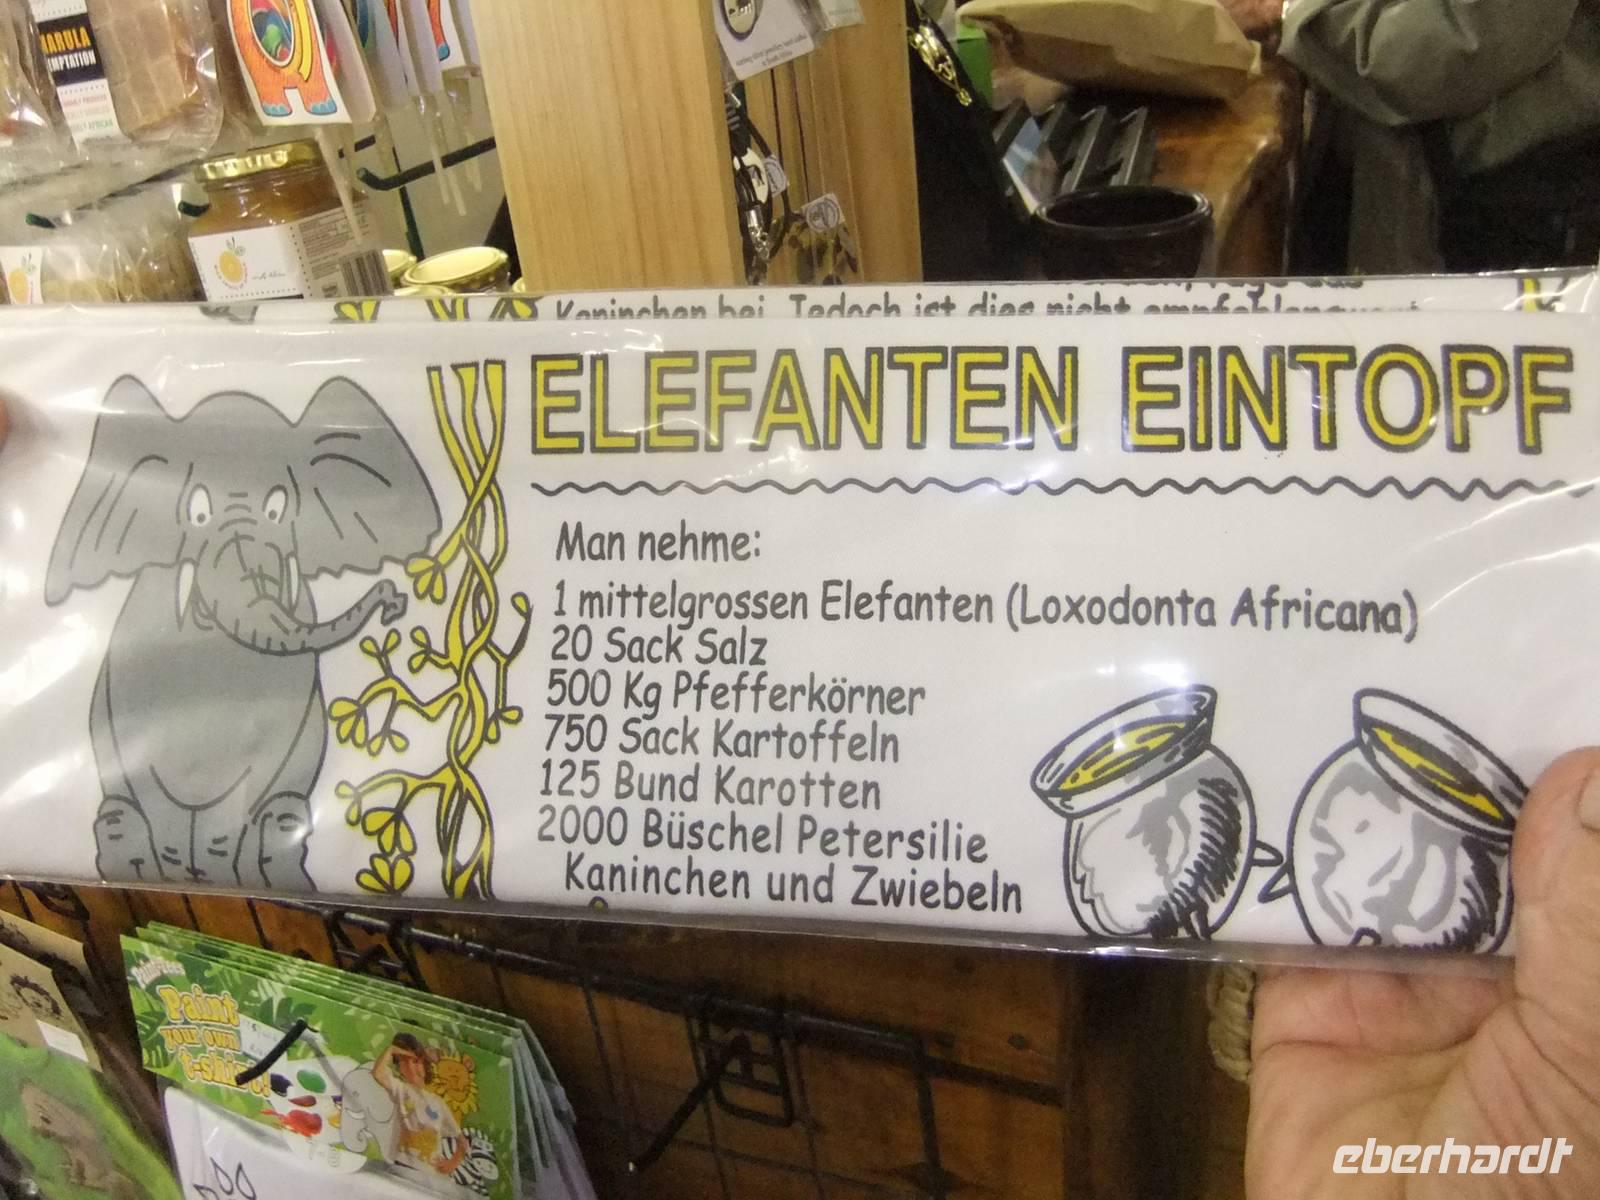 MARULA
TEMPTATION
Kaninchen bei. Jedoch ist dies nicht empfohlenswert
ELEFANTEN EINTOPF
Man nehme:
1 mittelgrossen Elefanten (Loxodonta Africana)
20 Sack Salz
500 Kg Pfefferkörner
750 Sack Kartoffeln
125 Bund Karotten
2000 Büschel Petersilie
Kaninchen und Zwiebeln
Paint
your own
t-shirt!
eberhardt